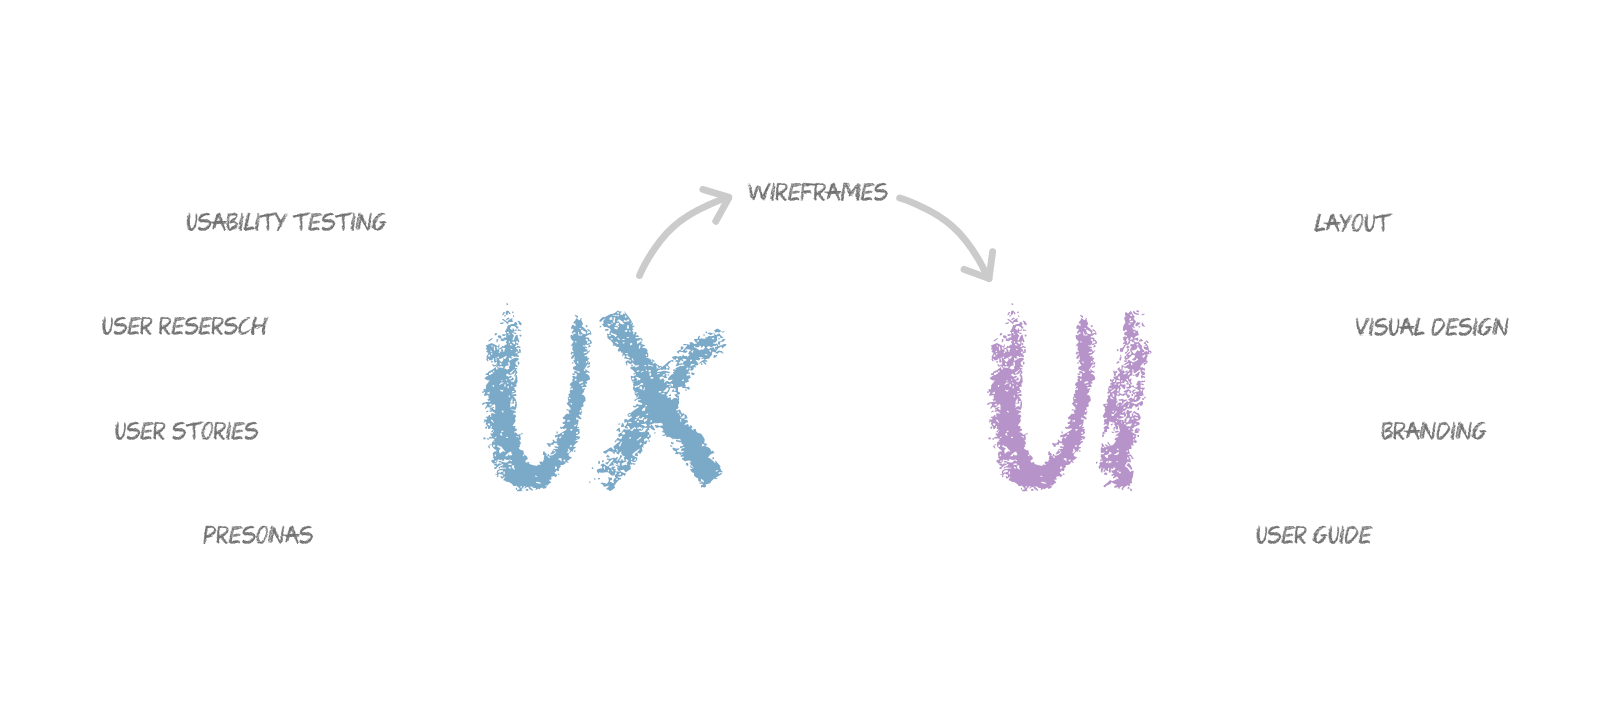 WIREFRAMES
USABILITY TESTING
LAYOUT
USER RESERSCH
VISUAL DESIGN
UX
UI
USER STORIES
BRANDING
PRESONAS
USER GUIDE